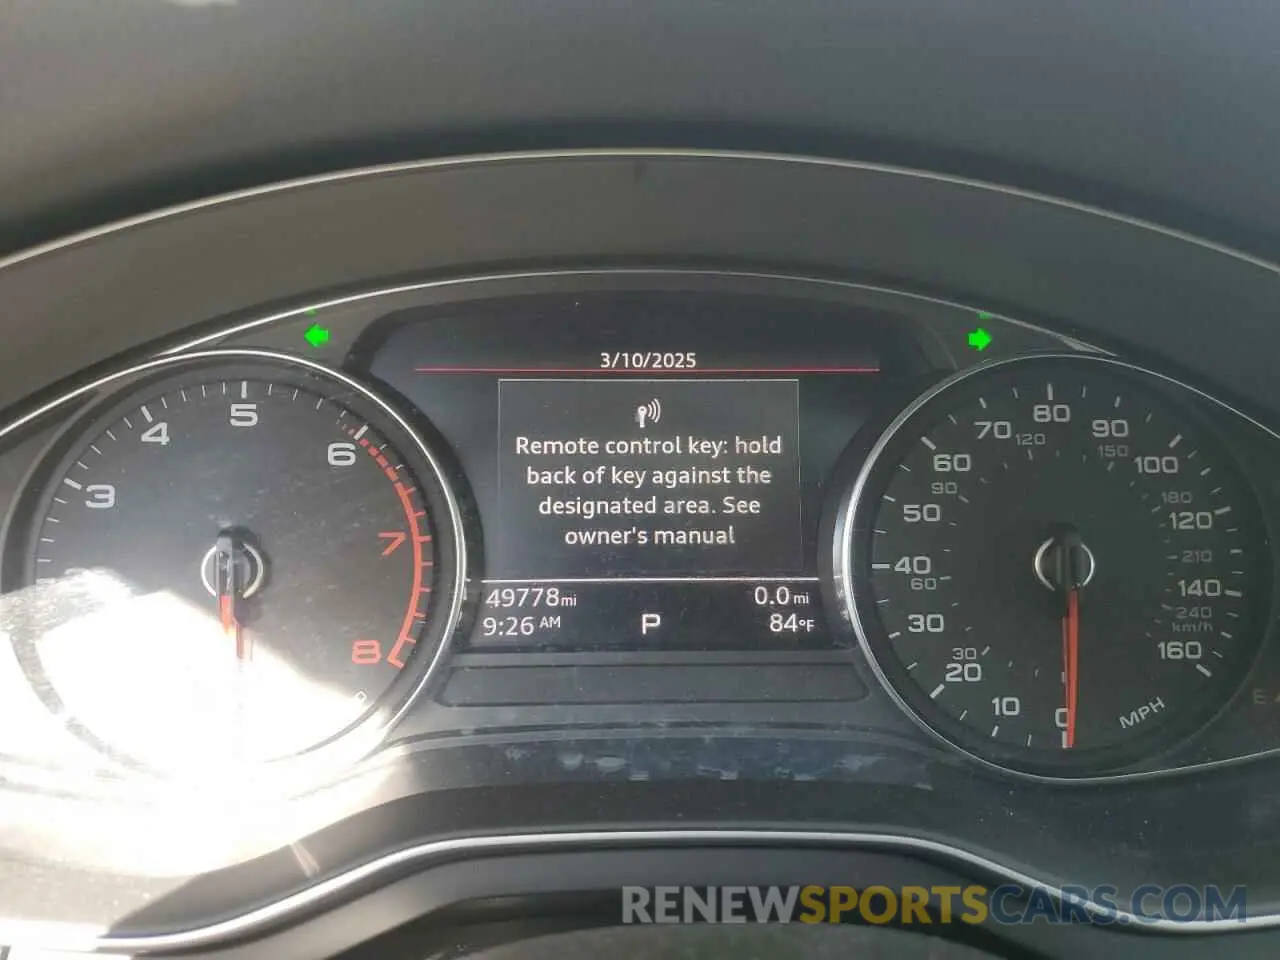 3/10/2025
Remote control key: hold
back of key against the
designated area. See
owner's manual
49778mi 0.0 mi
9:26 AM P 84°F
3 4 5 6 7 8
0 10 20 30 40 50 60 70 80 90 100 120 140 160
30 60 90 120 150 180 210 240
km/h
MPH
E
RENEWSPORTSCARS.COM